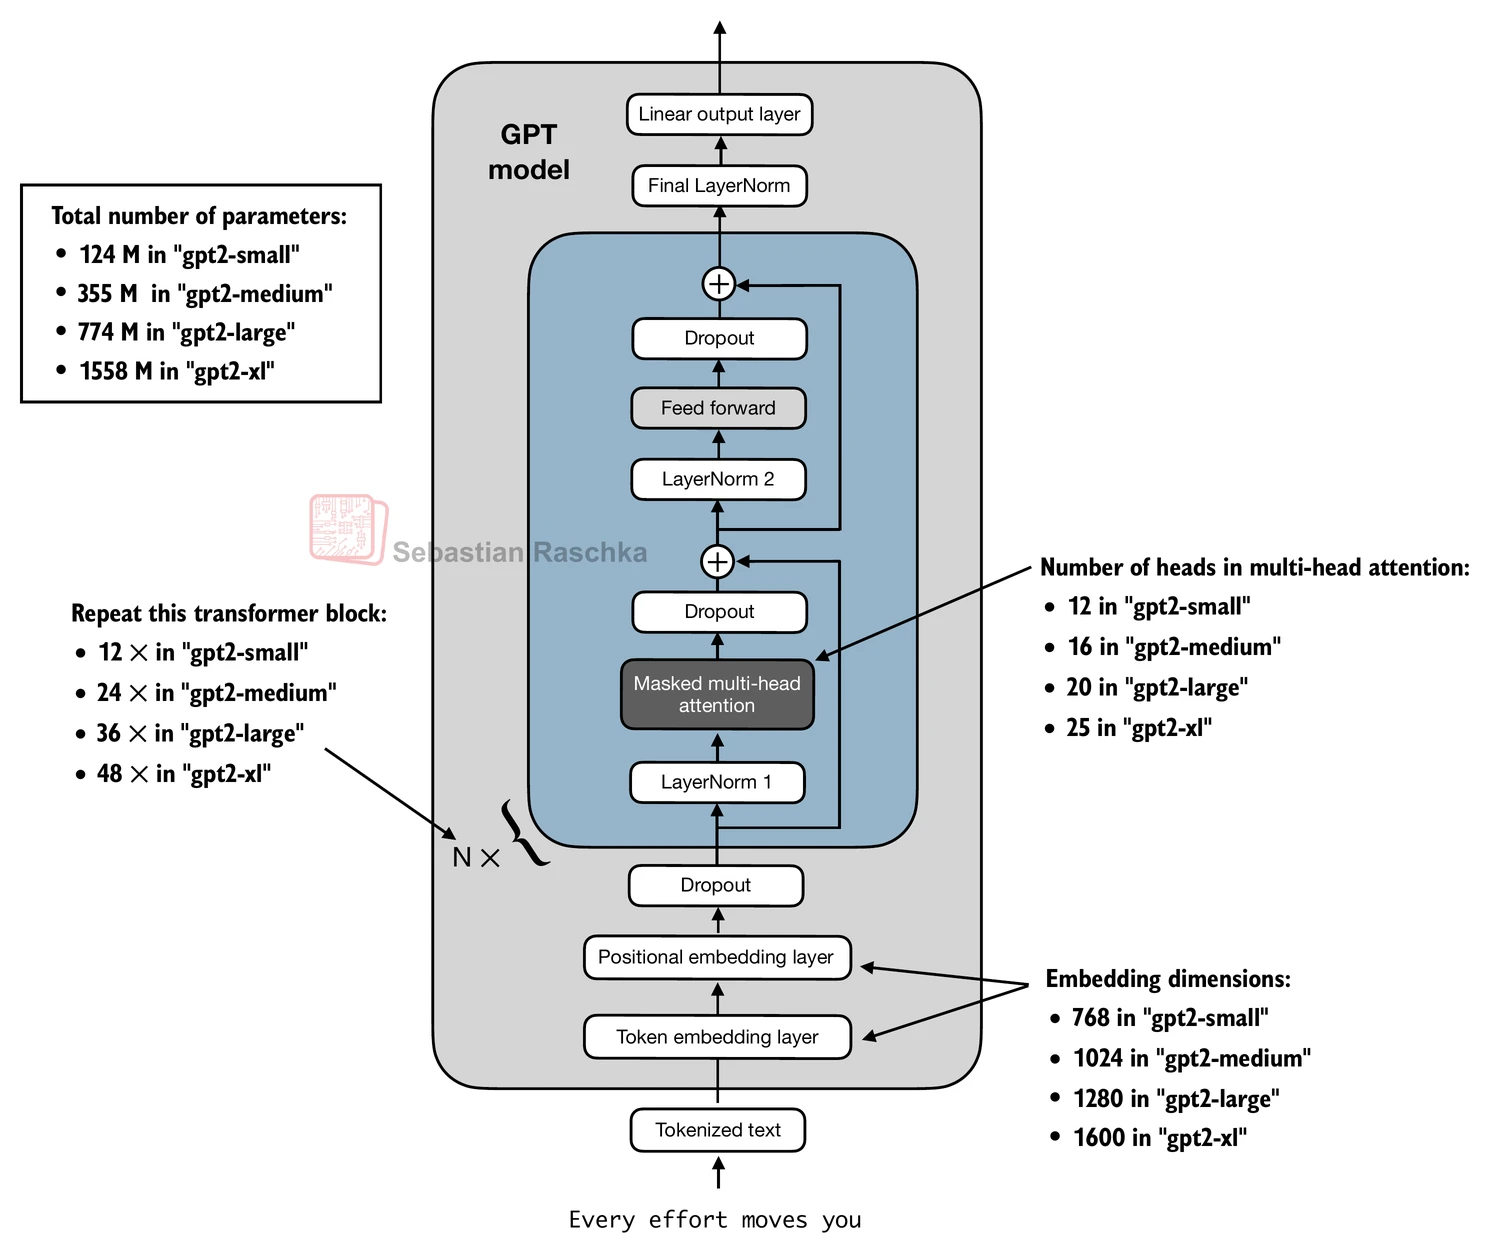 Linear output layer
GPT
model
Final LayerNorm
Total number of parameters:
• 124 M in "gpt2-small"
• 355 M  in "gpt2-medium"
• 774 M in "gpt2-large"
• 1558 M in "gpt2-xl"
+
Dropout
Feed forward
LayerNorm 2
Sebastian Raschka
+
Dropout
Masked multi-head
attention
LayerNorm 1
Number of heads in multi-head attention:
• 12 in "gpt2-small"
• 16 in "gpt2-medium"
• 20 in "gpt2-large"
• 25 in "gpt2-xl"
Repeat this transformer block:
• 12 × in "gpt2-small"
• 24 × in "gpt2-medium"
• 36 × in "gpt2-large"
• 48 × in "gpt2-xl"
N × {
Dropout
Positional embedding layer
Token embedding layer
Embedding dimensions:
• 768 in "gpt2-small"
• 1024 in "gpt2-medium"
• 1280 in "gpt2-large"
• 1600 in "gpt2-xl"
Tokenized text
Every effort moves you